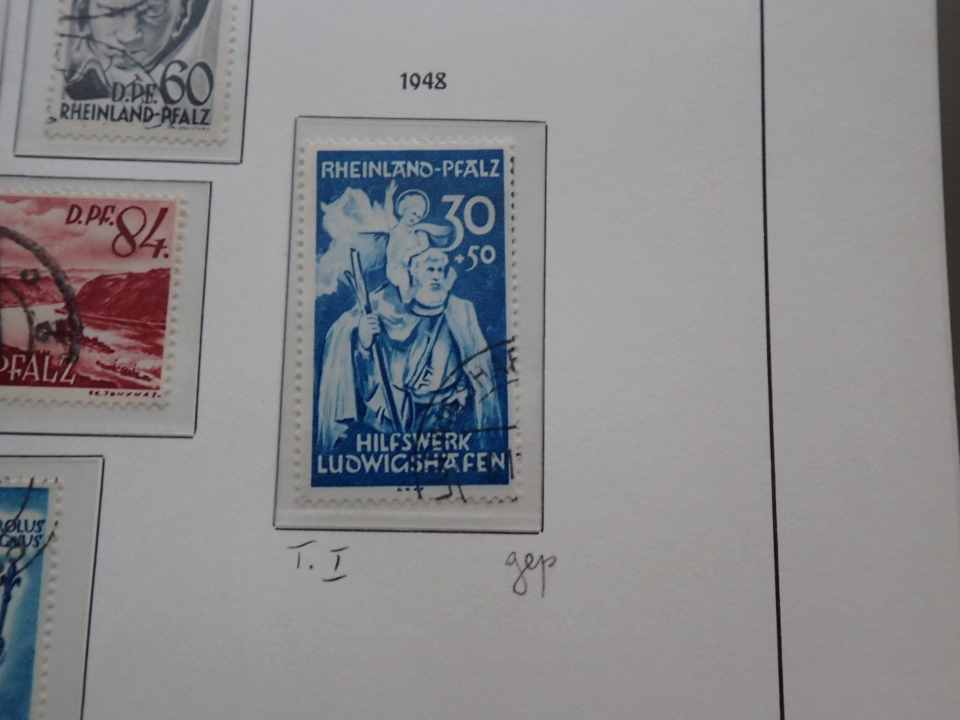 D.PF. 60
RHEINLAND-PFALZ
1948
RHEINLAND-PFALZ
30
+50
HILFSWERK
LUDWIGSHAFEN
D.PF. 84.
PFALZ
T. I
gep